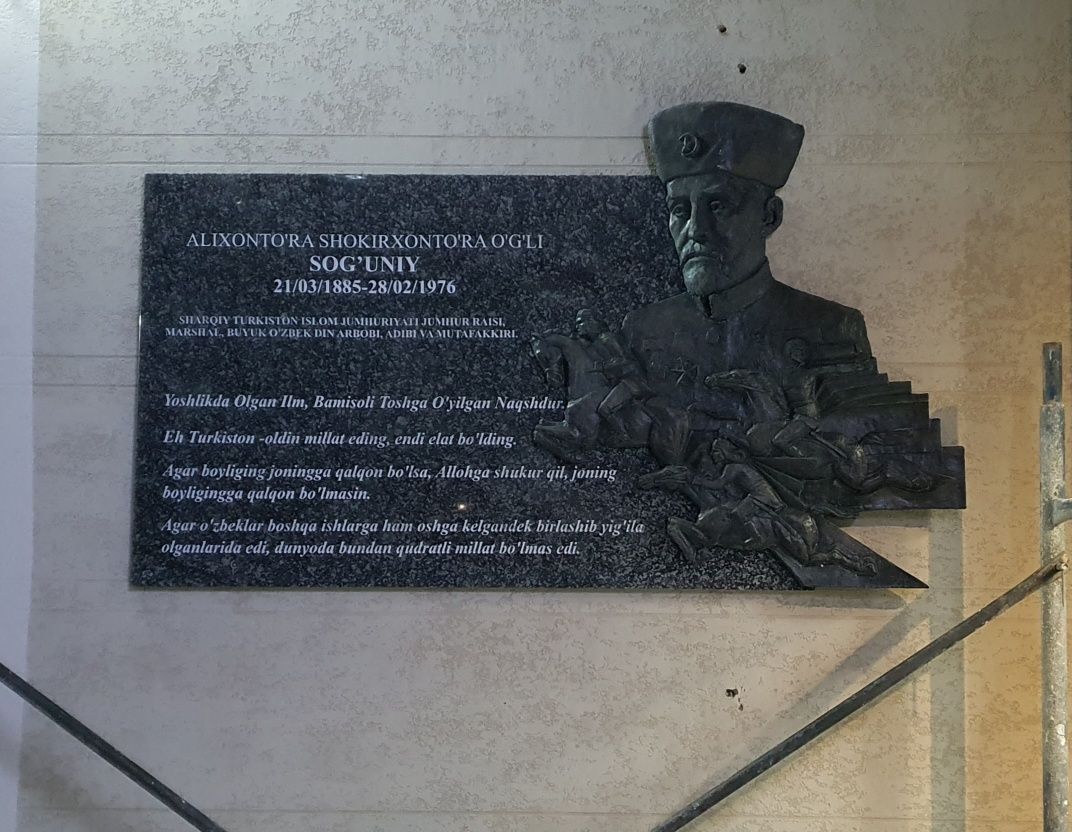 ALIXONTO'RA SHOKIRXONTO'RA O'G'LI
SOG’UNIY
21/03/1885-28/02/1976
SHARQIY TURKISTON ISLOM JUMHURIYATI JUMHUR RAISI,
MARSHAL, BUYUK O'ZBEK DIN ARBOBI, ADIBI VA MUTAFAKKIRI.
Yoshlikda Olgan Ilm, Bamisoli Toshga O'yilgan Naqshdur.
Eh Turkiston -oldin millat eding, endi elat bo'lding.
Agar boyliging joningga qalqon bo'lsa, Allohga shukur qil, joning
boyligingga qalqon bo'lmasin.
Agar o'zbeklar boshqa ishlarga ham oshga kelgandek birlashib yig'ila
olganlarida edi, dunyoda bundan qudratli millat bo'lmas edi.